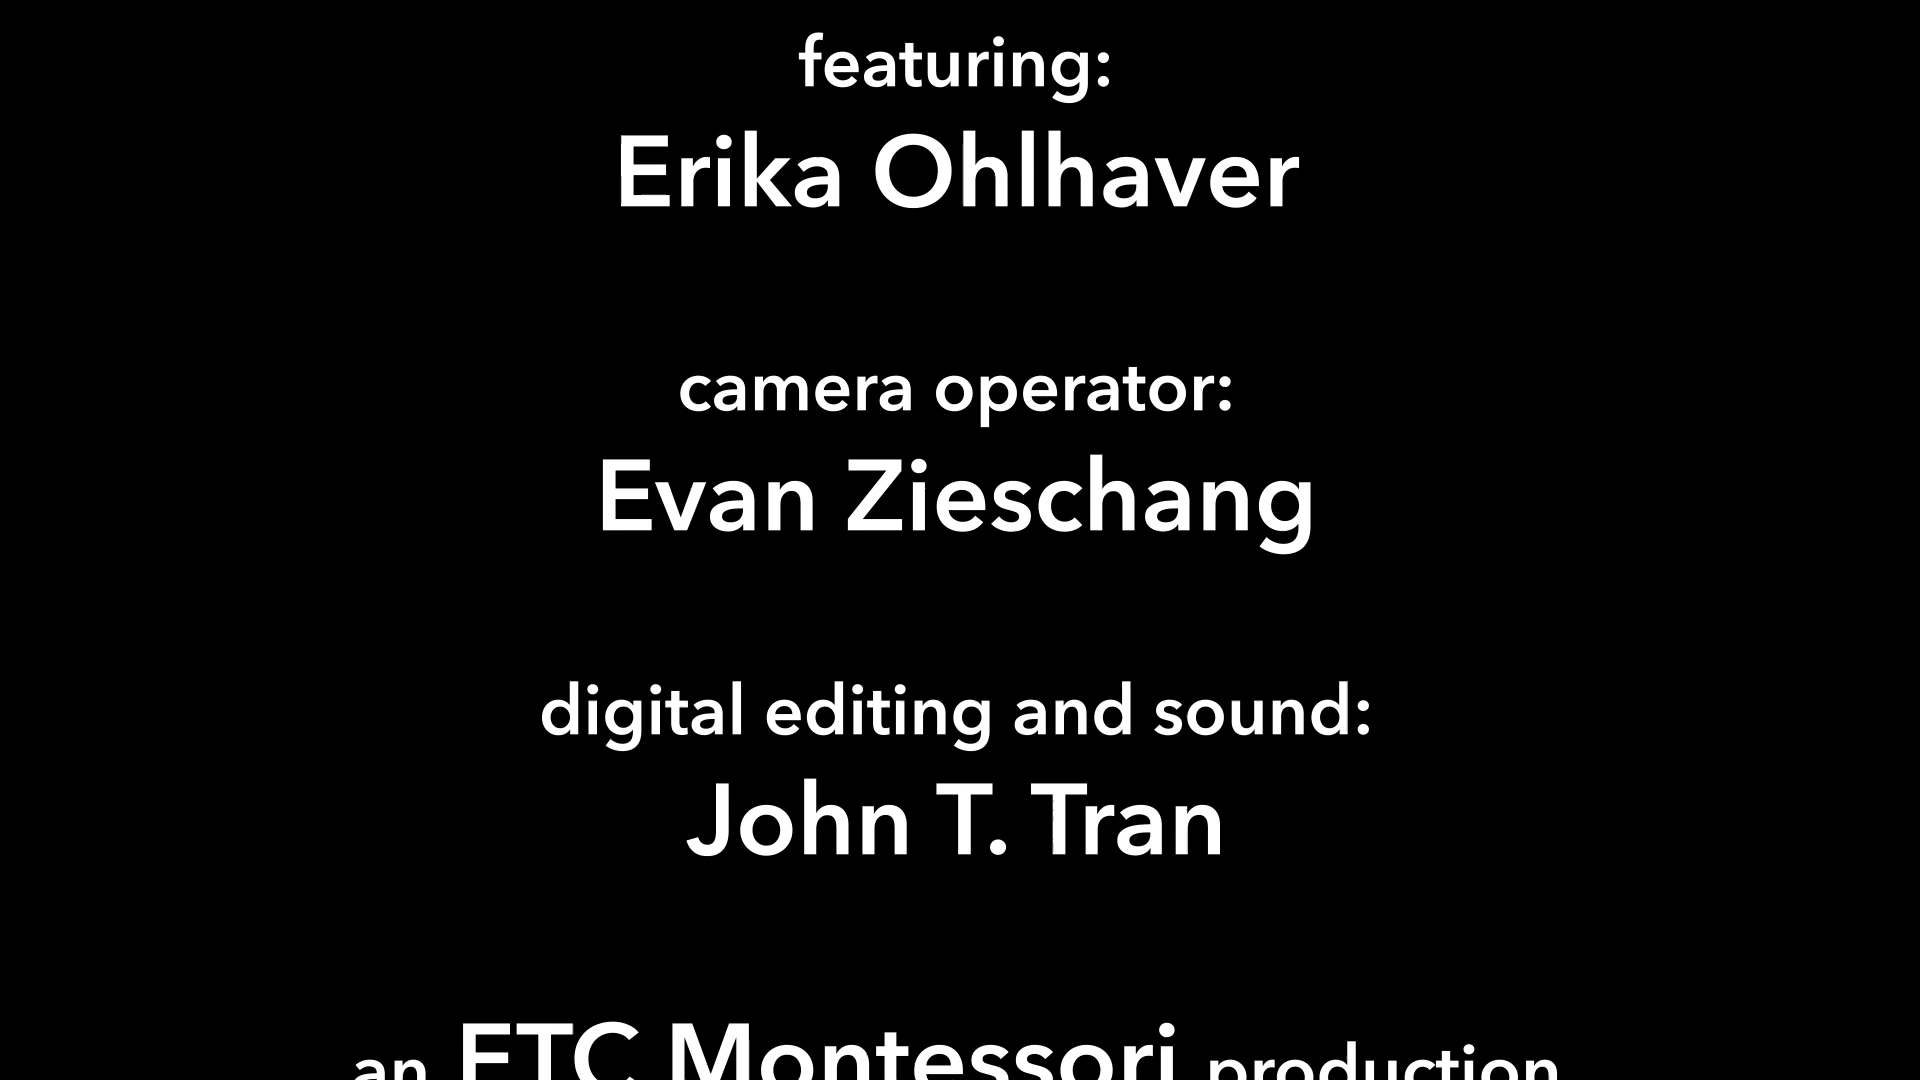 featuring:
Erika Ohlhaver
camera operator:
Evan Zieschang
digital editing and sound:
John T. Tran
an ETC Montessori production